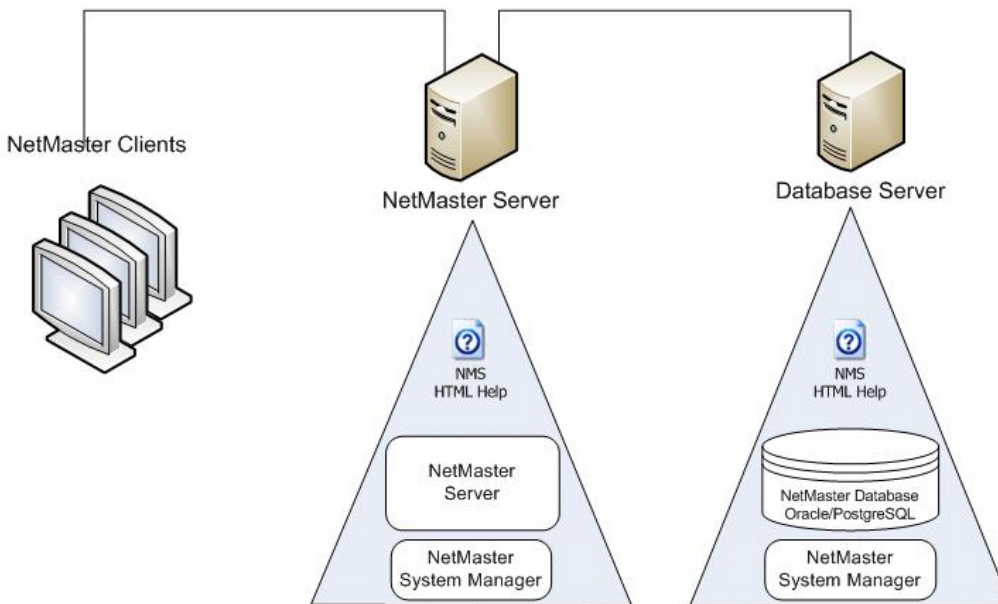 NetMaster Clients
NetMaster Server
Database Server
?
NMS
HTML Help
?
NMS
HTML Help
NetMaster
Server
NetMaster Database
Oracle/PostgreSQL
NetMaster
System Manager
NetMaster
System Manager